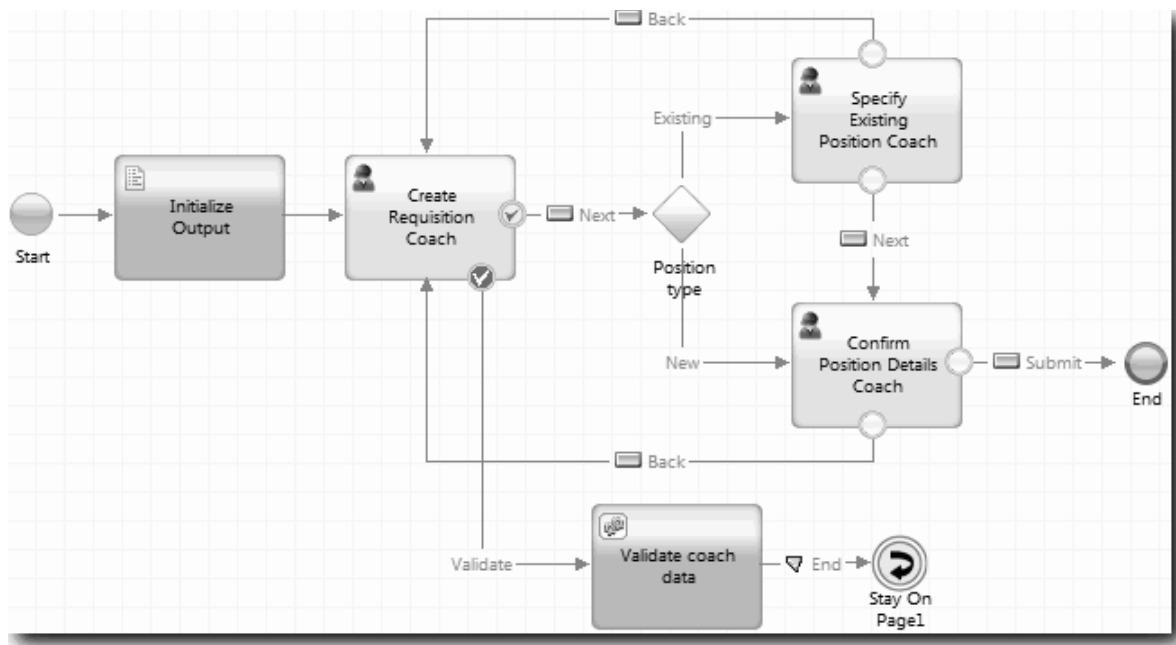 Back
Specify
Existing
Position Coach
Existing
Create
Requisition
Coach
Initialize
Output
Next
Start
Next
Position
type
Confirm
Position Details
Coach
New
Submit
End
Back
Validate
Validate coach
data
End
Stay On
Page1